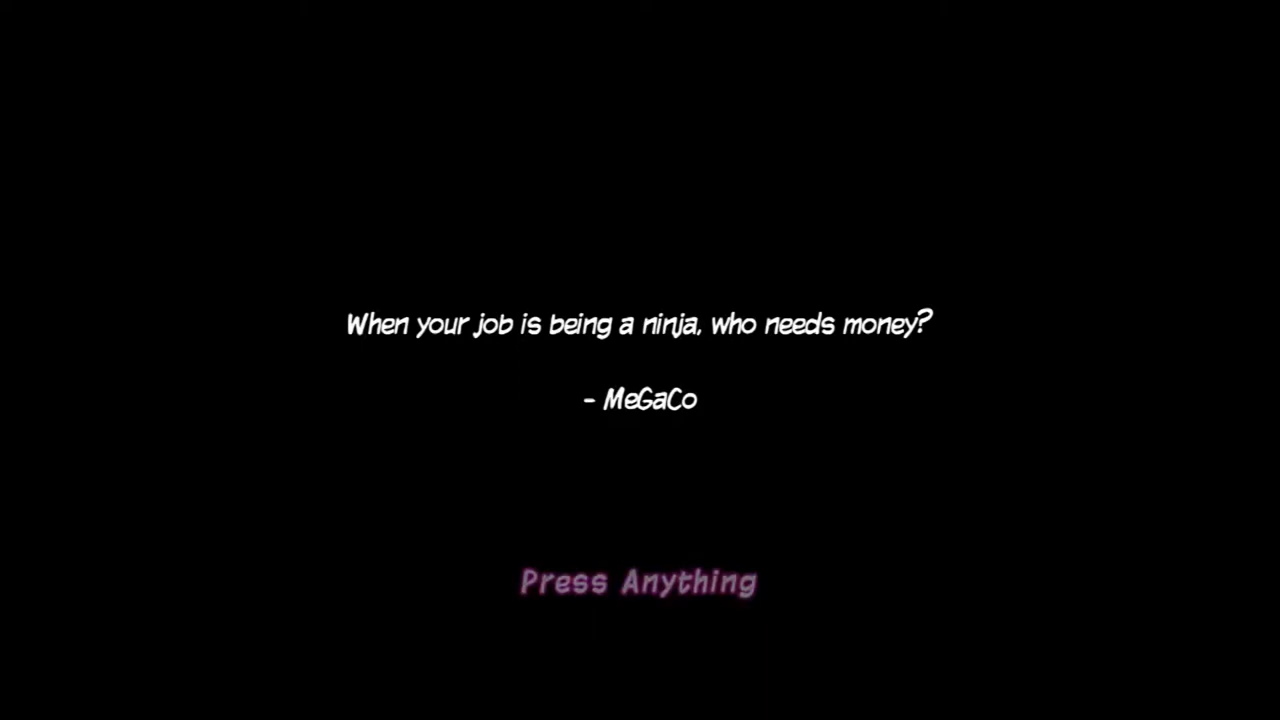 When your job is being a ninja, who needs money?
- MeGaCo
Press Anything